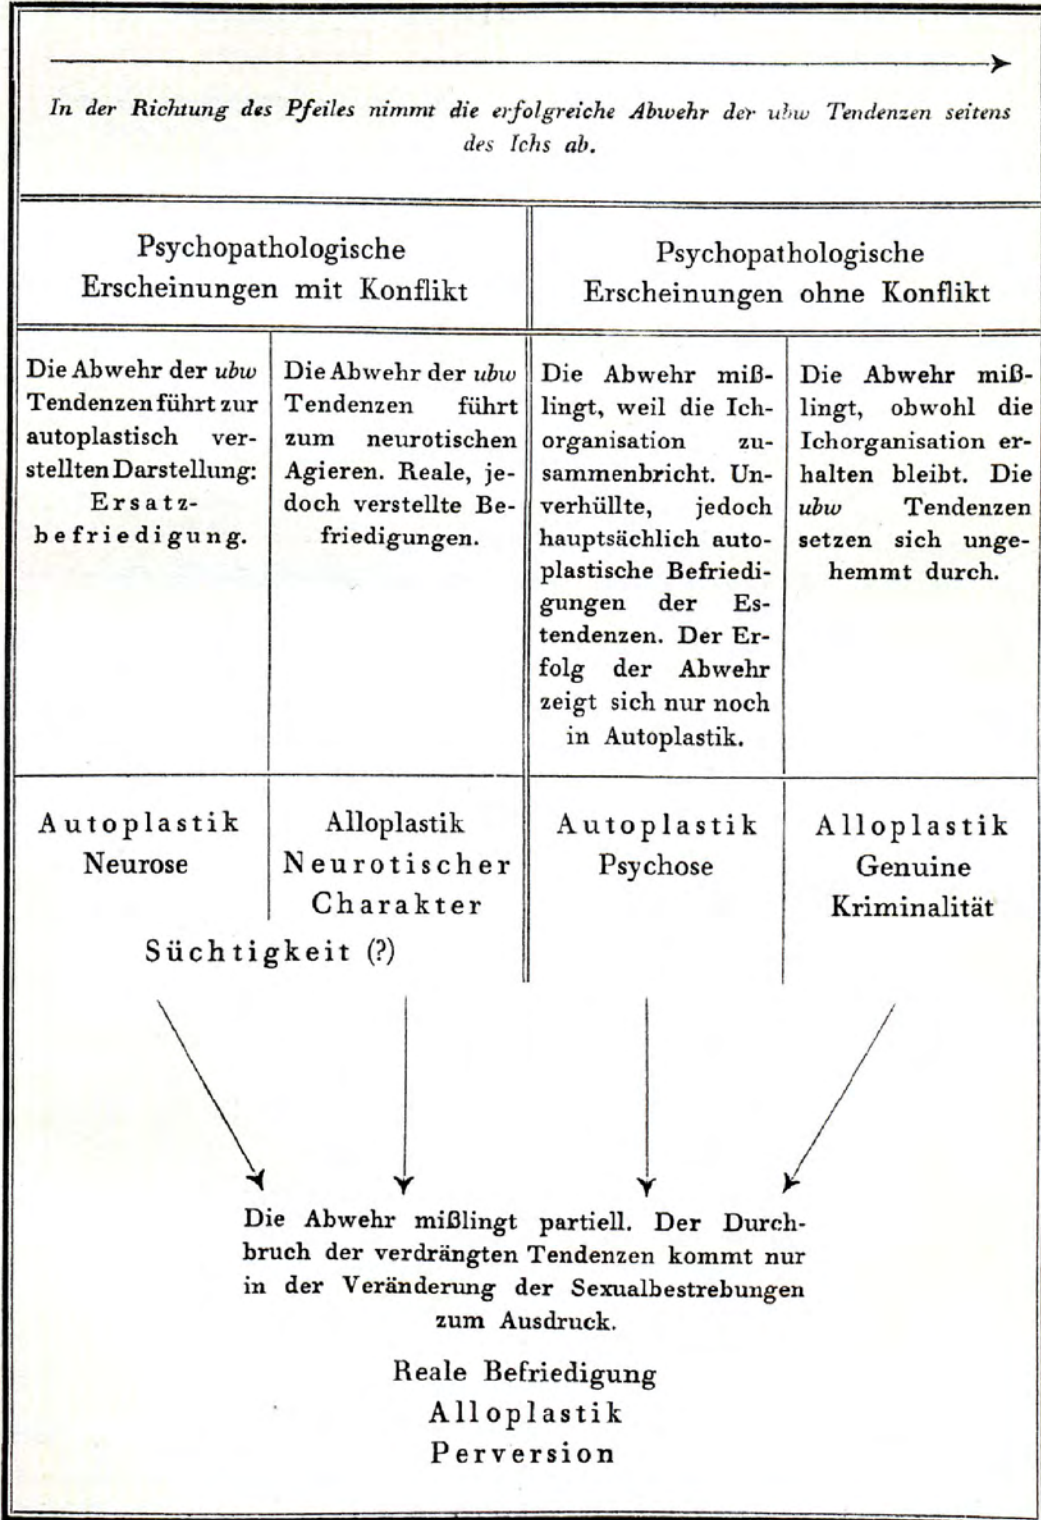 In der Richtung des Pfeiles nimmt die erfolgreiche Abwehr der ubw Tendenzen seitens
des Ichs ab.
Psychopathologische
Erscheinungen mit Konflikt
Psychopathologische
Erscheinungen ohne Konflikt
Die Abwehr der ubw
Tendenzen führt zur
autoplastisch ver-
stellten Darstellung:
Ersatz-
befriedigung.
Die Abwehr der ubw
Tendenzen führt
zum neurotischen
Agieren. Reale, je-
doch verstellte Be-
friedigungen.
Die Abwehr miß-
lingt, weil die Ich-
organisation zu-
sammenbricht. Un-
verhüllte, jedoch
hauptsächlich auto-
plastische Befriedi-
gungen der Es-
tendenzen. Der Er-
folg der Abwehr
zeigt sich nur noch
in Autoplastik.
Die Abwehr miß-
lingt, obwohl die
Ichorganisation er-
halten bleibt. Die
ubw Tendenzen
setzen sich unge-
hemmt durch.
Autoplastik
Neurose
Alloplastik
Neurotischer
Charakter
Süchtigkeit (?)
Autoplastik
Psychose
Alloplastik
Genuine
Kriminalität
Die Abwehr mißlingt partiell. Der Durch-
bruch der verdrängten Tendenzen kommt nur
in der Veränderung der Sexualbestrebungen
zum Ausdruck.
Reale Befriedigung
Alloplastik
Perversion